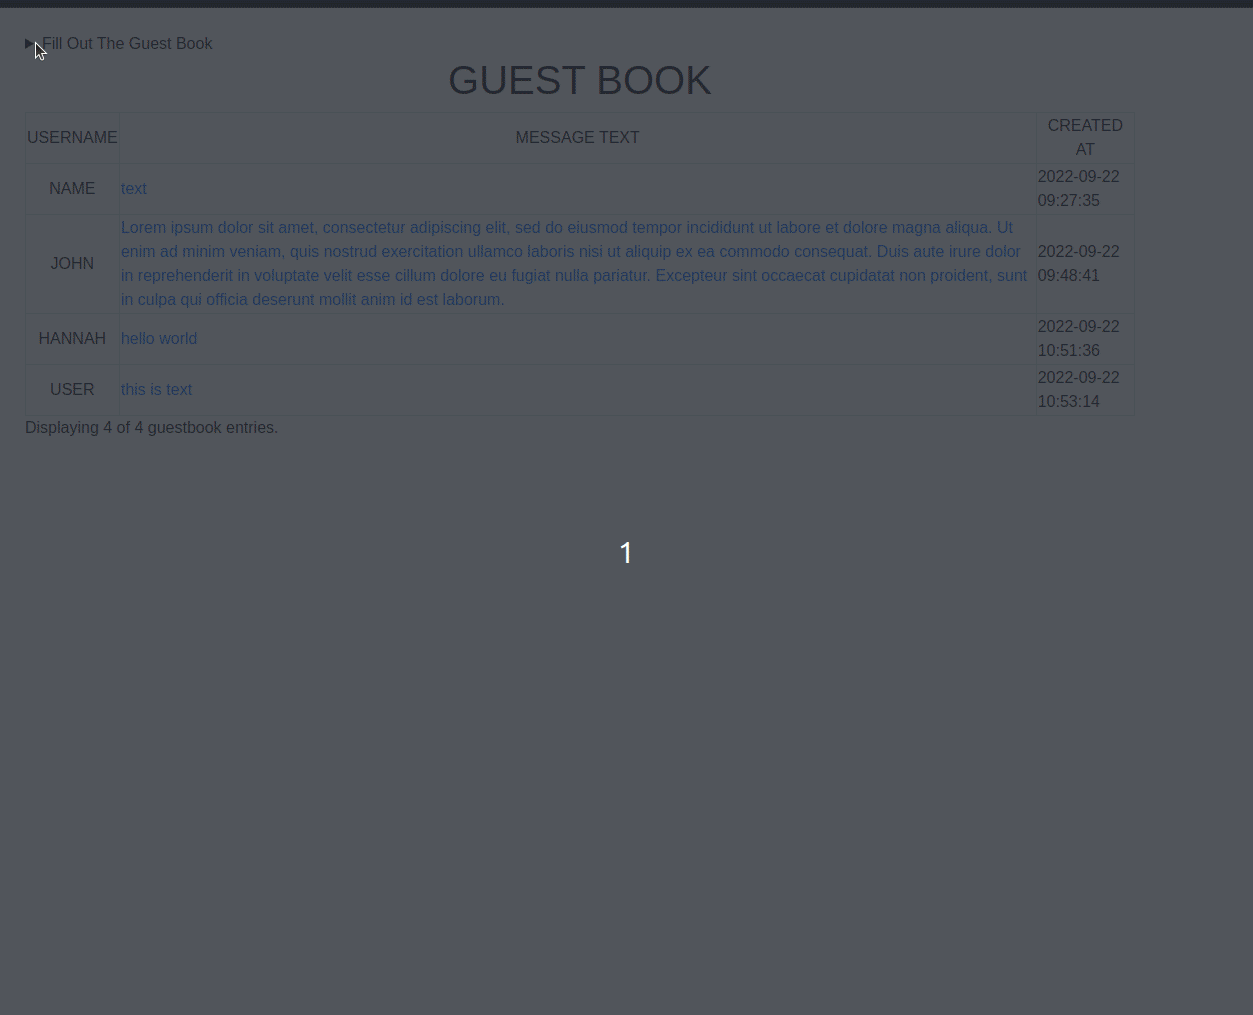 Fill Out The Guest Book
GUEST BOOK
USERNAME
MESSAGE TEXT
CREATED
AT
NAME
text
2022-09-22
09:27:35
JOHN
Lorem ipsum dolor sit amet, consectetur adipiscing elit, sed do eiusmod tempor incididunt ut labore et dolore magna aliqua. Ut
enim ad minim veniam, quis nostrud exercitation ullamco laboris nisi ut aliquip ex ea commodo consequat. Duis aute irure dolor
in reprehenderit in voluptate velit esse cillum dolore eu fugiat nulla pariatur. Excepteur sint occaecat cupidatat non proident, sunt
in culpa qui officia deserunt mollit anim id est laborum.
2022-09-22
09:48:41
HANNAH
hello world
2022-09-22
10:51:36
USER
this is text
2022-09-22
10:53:14
Displaying 4 of 4 guestbook entries.
1